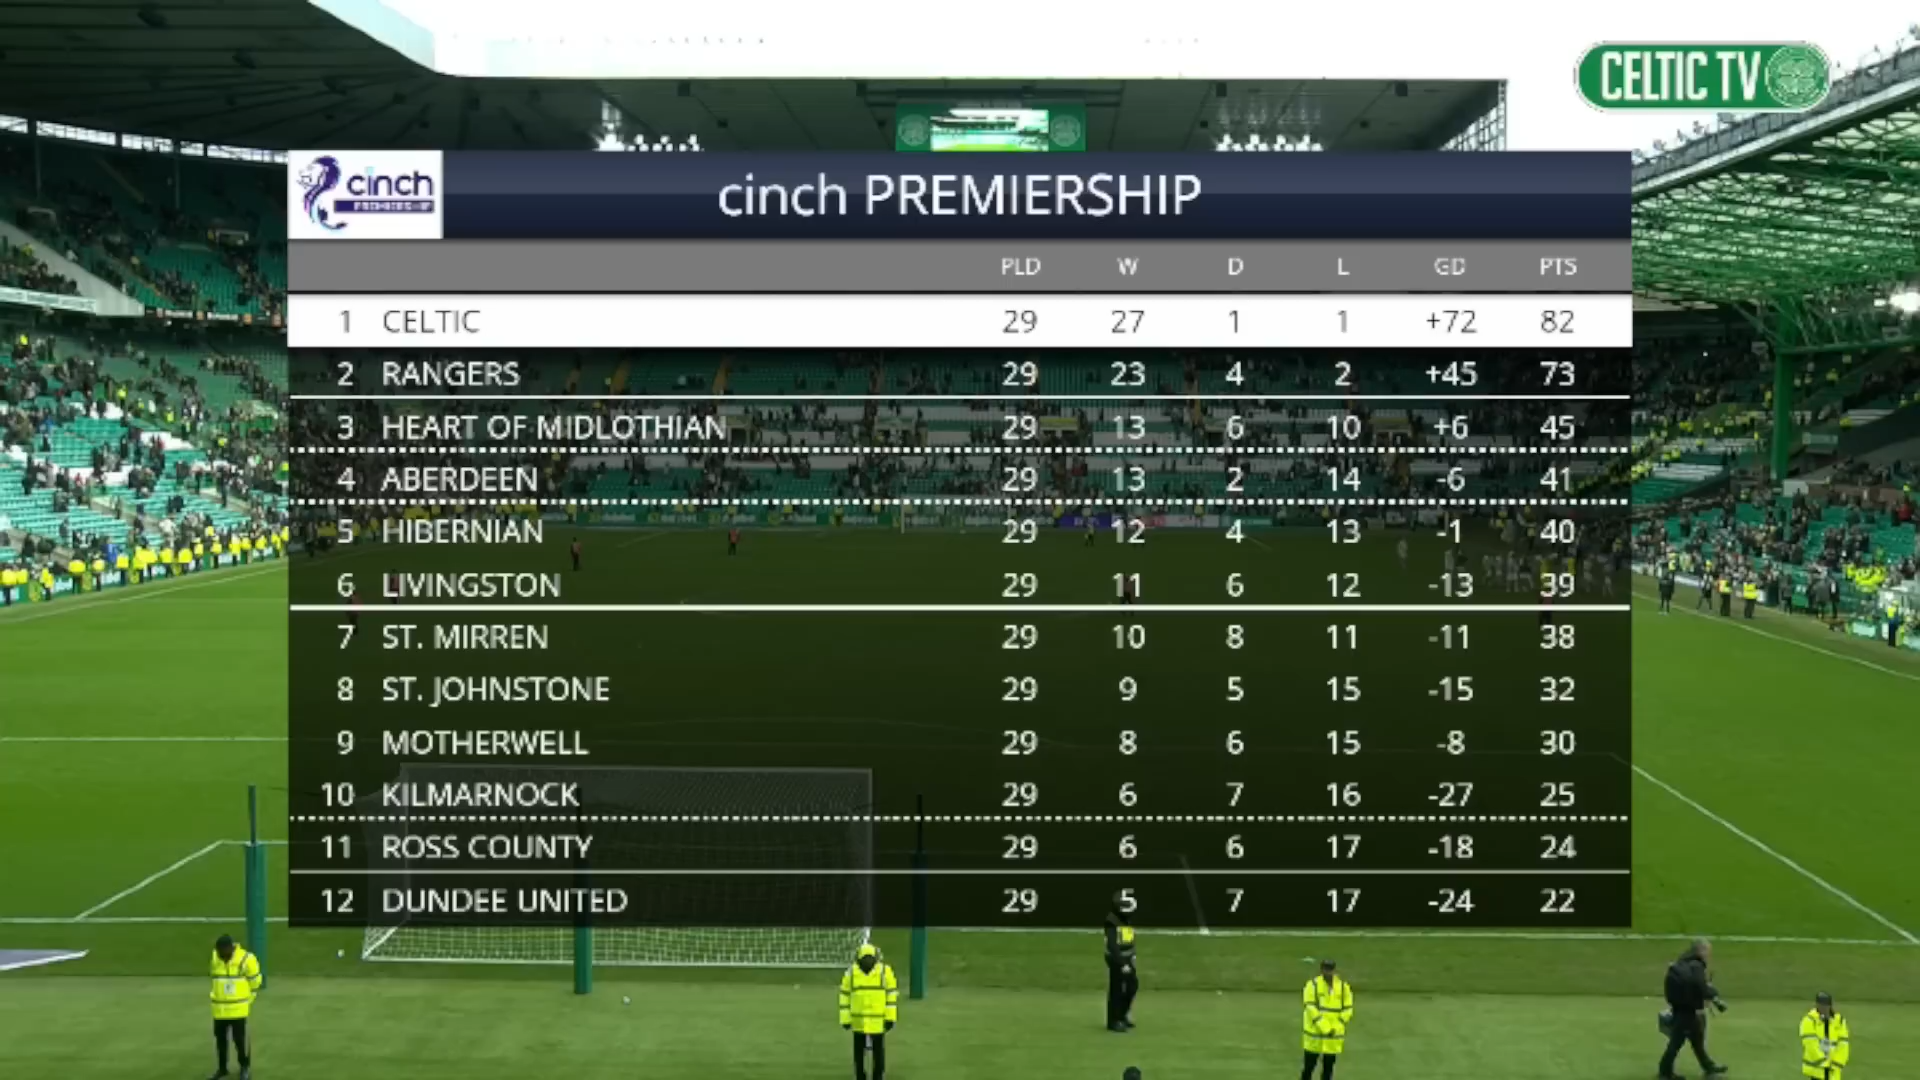 CELTIC TV
cinch
PREMIERSHIP
cinch PREMIERSHIP
PLD W D L GD PTS
1 CELTIC 29 27 1 1 +72 82
2 RANGERS 29 23 4 2 +45 73
3 HEART OF MIDLOTHIAN 29 13 6 10 +6 45
4 ABERDEEN 29 13 2 14 -6 41
5 HIBERNIAN 29 12 4 13 -1 40
6 LIVINGSTON 29 11 6 12 -13 39
7 ST. MIRREN 29 10 8 11 -11 38
8 ST. JOHNSTONE 29 9 5 15 -15 32
9 MOTHERWELL 29 8 6 15 -8 30
10 KILMARNOCK 29 6 7 16 -27 25
11 ROSS COUNTY 29 6 6 17 -18 24
12 DUNDEE UNITED 29 5 7 17 -24 22